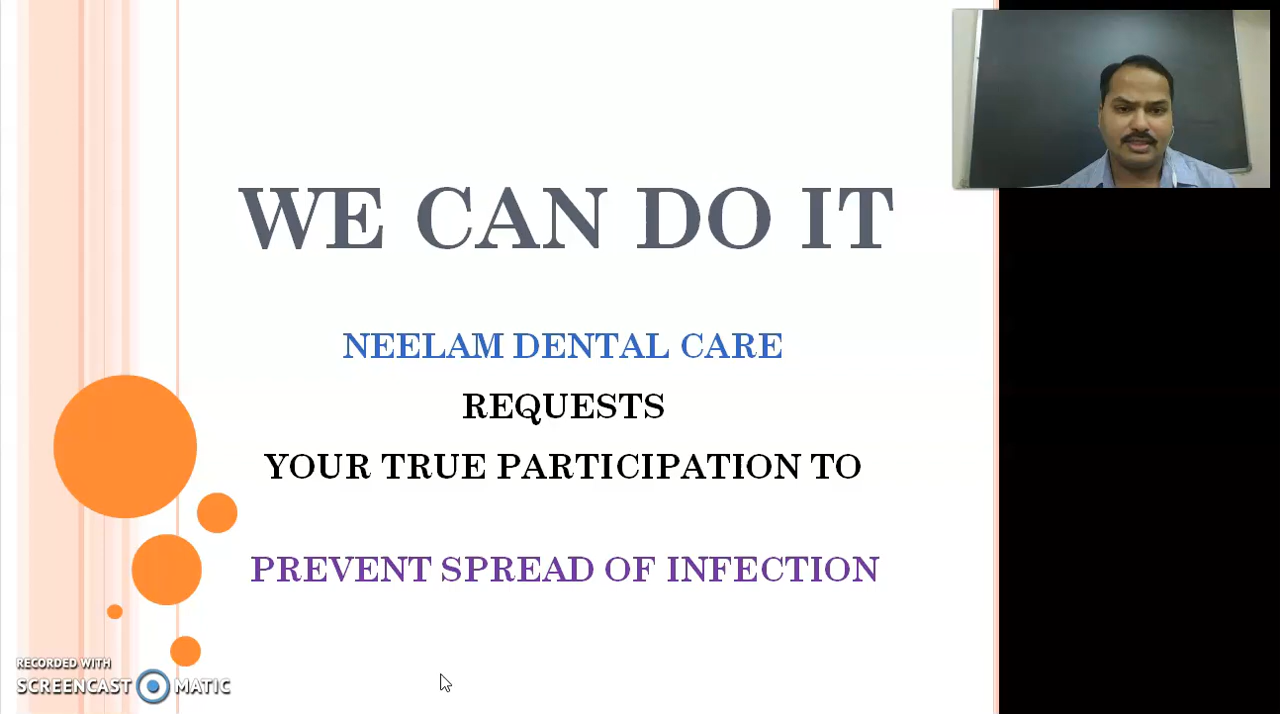 WE CAN DO IT
NEELAM DENTAL CARE
REQUESTS
YOUR TRUE PARTICIPATION TO
PREVENT SPREAD OF INFECTION
RECORDED WITH
SCREENCAST MATIC